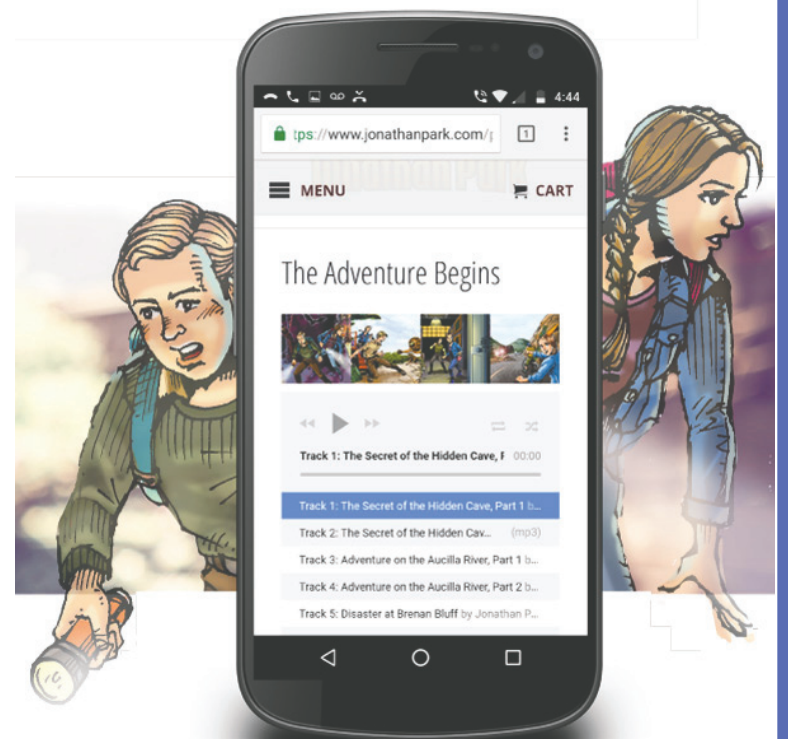 4:44
1
tps://www.jonathanpark.com/p
MENU
CART
The Adventure Begins
Track 1: The Secret of the Hidden Cave, F 00:00
Track 1: The Secret of the Hidden Cave, Part 1 b...
Track 2: The Secret of the Hidden Cav... (mp3)
Track 3: Adventure on the Aucilla River, Part 1 b...
Track 4: Adventure on the Aucilla River, Part 2 b...
Track 5: Disaster at Brenan Bluff by Jonathan P...